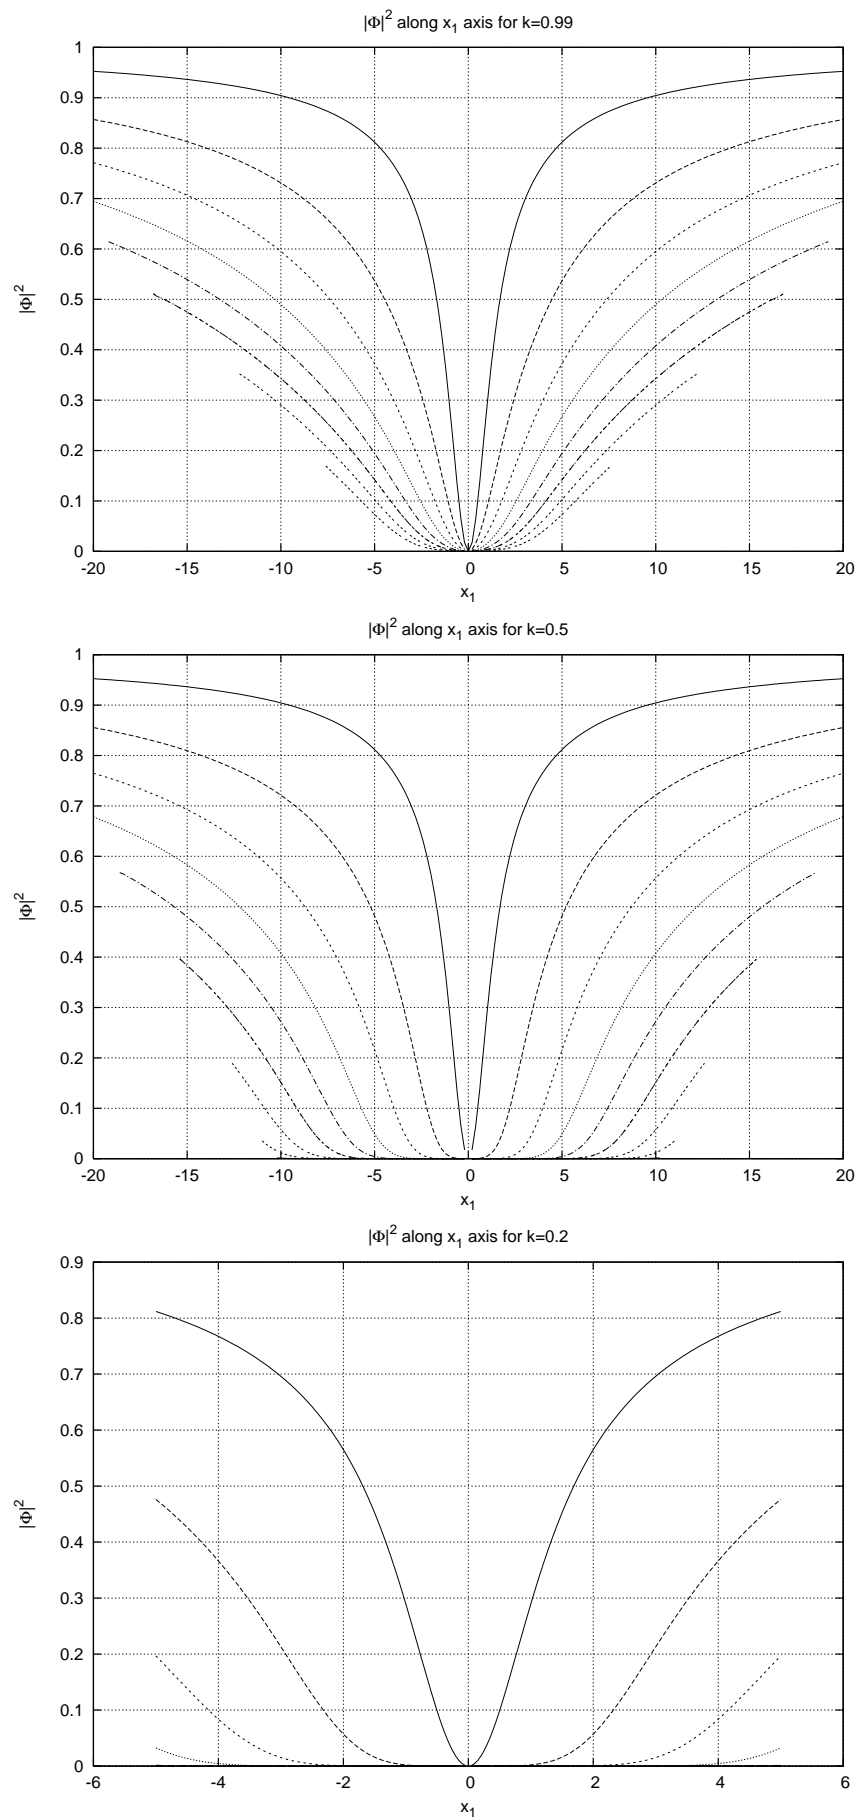 |Φ|² along x₁ axis for k=0.99
1
0.9
0.8
0.7
0.6
0.5
0.4
0.3
0.2
0.1
0
|Φ|²
-20 -15 -10 -5 0 5 10 15 20
x₁
|Φ|² along x₁ axis for k=0.5
1
0.9
0.8
0.7
0.6
0.5
0.4
0.3
0.2
0.1
0
|Φ|²
-20 -15 -10 -5 0 5 10 15 20
x₁
|Φ|² along x₁ axis for k=0.2
0.9
0.8
0.7
0.6
0.5
0.4
0.3
0.2
0.1
0
|Φ|²
-6 -4 -2 0 2 4 6
x₁